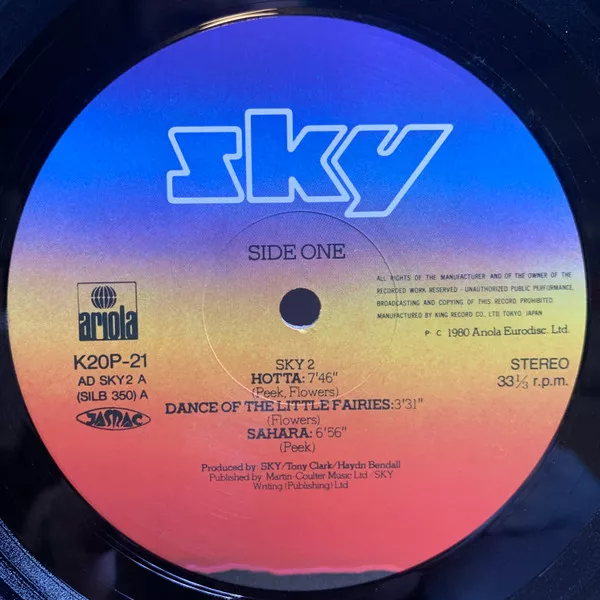 sky
SIDE ONE
ALL RIGHTS OF THE MANUFACTURER AND OF THE OWNER OF THE
RECORDED WORK RESERVED - UNAUTHORIZED PUBLIC PERFORMANCE,
BROADCASTING AND COPYING OF THIS RECORD PROHIBITED.
MANUFACTURED BY KING RECORD CO., LTD. TOKYO, JAPAN
P C 1980 Ariola Eurodisc. Ltd.
ariola
K20P-21
AD SKY 2 A
(SILB 350) A
JASRAC
STEREO
33⅓ r.p.m.
SKY 2
HOTTA: 7'46"
(Peek, Flowers)
DANCE OF THE LITTLE FAIRIES: 3'31"
(Flowers)
SAHARA: 6'56"
(Peek)
Produced by SKY/Tony Clark/Haydn Bendall
Published by Martin-Coulter Music Ltd/SKY
Writing (Publishing) Ltd